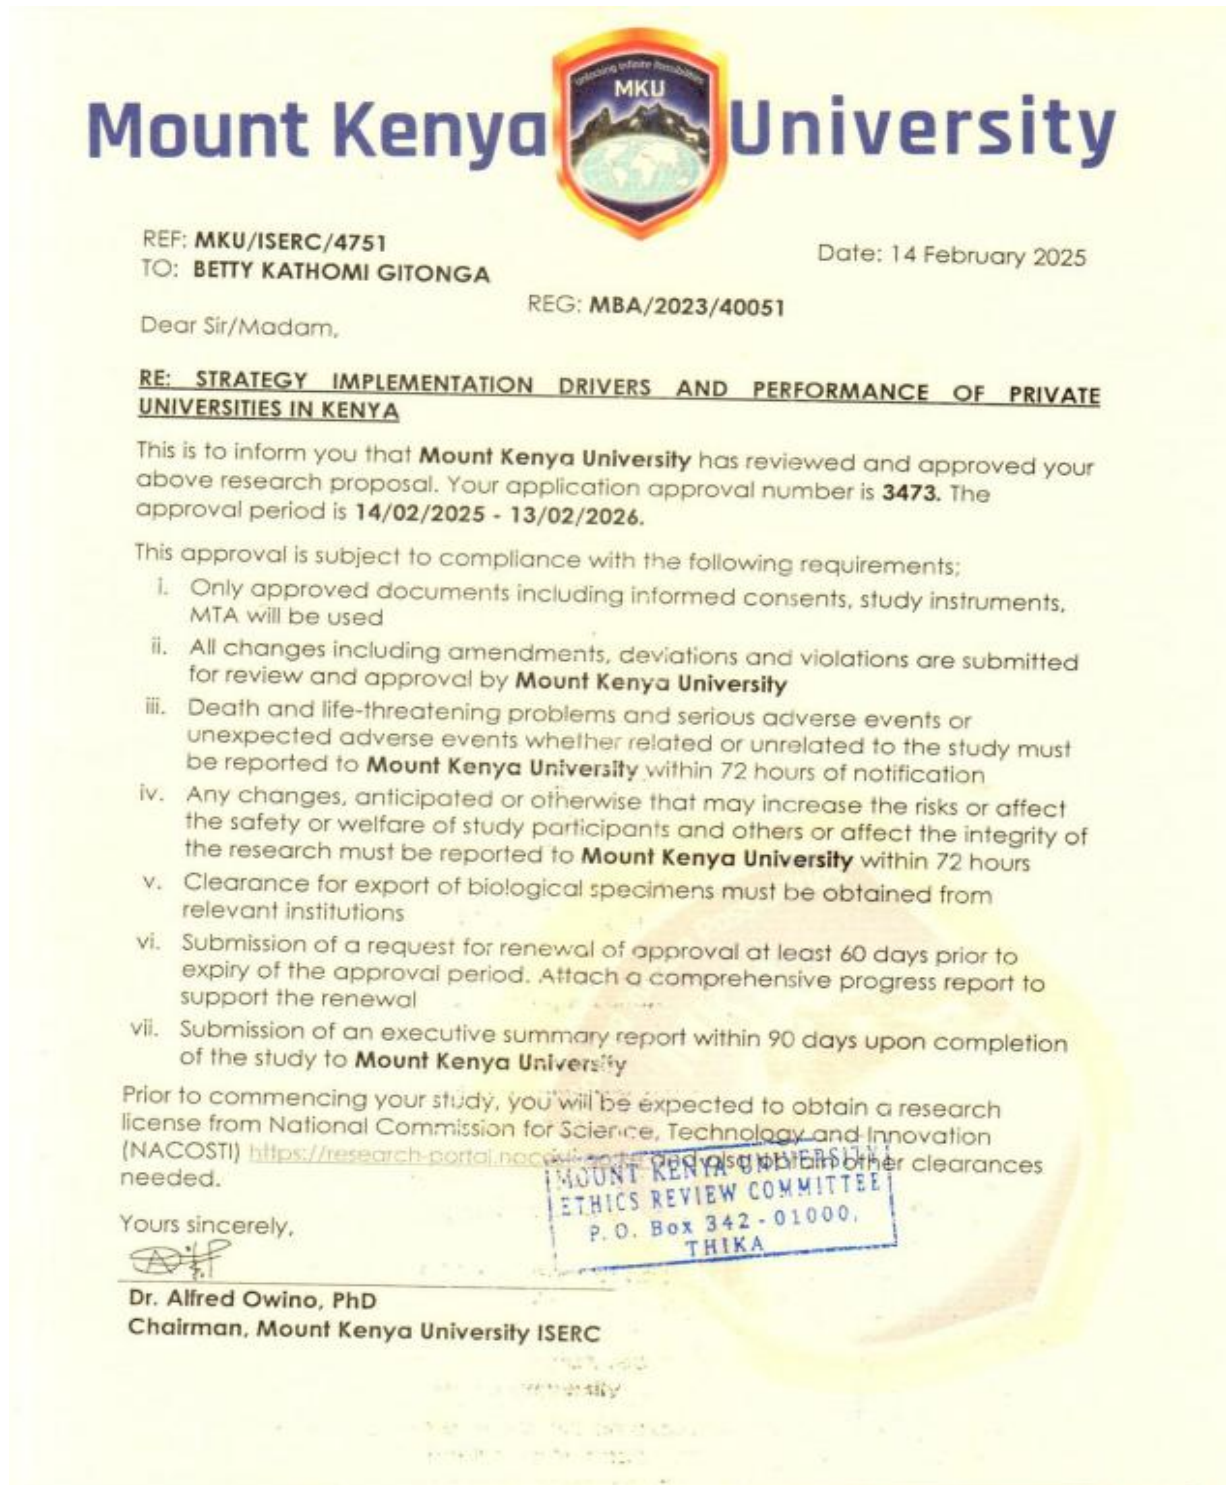 Unlocking Infinite Possibilities
MKU
Mount Kenya University
REF: MKU/ISERC/4751
Date: 14 February 2025
TO: BETTY KATHOMI GITONGA
REG: MBA/2023/40051
Dear Sir/Madam,
RE: STRATEGY IMPLEMENTATION DRIVERS AND PERFORMANCE OF PRIVATE
UNIVERSITIES IN KENYA
This is to inform you that Mount Kenya University has reviewed and approved your
above research proposal. Your application approval number is 3473. The
approval period is 14/02/2025 - 13/02/2026.
This approval is subject to compliance with the following requirements;
i. Only approved documents including informed consents, study instruments,
MTA will be used
ii. All changes including amendments, deviations and violations are submitted
for review and approval by Mount Kenya University
iii. Death and life-threatening problems and serious adverse events or
unexpected adverse events whether related or unrelated to the study must
be reported to Mount Kenya University within 72 hours of notification
iv. Any changes, anticipated or otherwise that may increase the risks or affect
the safety or welfare of study participants and others or affect the integrity of
the research must be reported to Mount Kenya University within 72 hours
v. Clearance for export of biological specimens must be obtained from
relevant institutions
vi. Submission of a request for renewal of approval at least 60 days prior to
expiry of the approval period. Attach a comprehensive progress report to
support the renewal
vii. Submission of an executive summary report within 90 days upon completion
of the study to Mount Kenya University
Prior to commencing your study, you will be expected to obtain a research
license from National Commission for Science, Technology and Innovation
(NACOSTI) and also obtain other clearances
needed.
MOUNT KENYA UNIVERSITY
ETHICS REVIEW COMMITTEE
P. O. Box 342 - 01000,
THIKA
Yours sincerely,
Dr. Alfred Owino, PhD
Chairman, Mount Kenya University ISERC